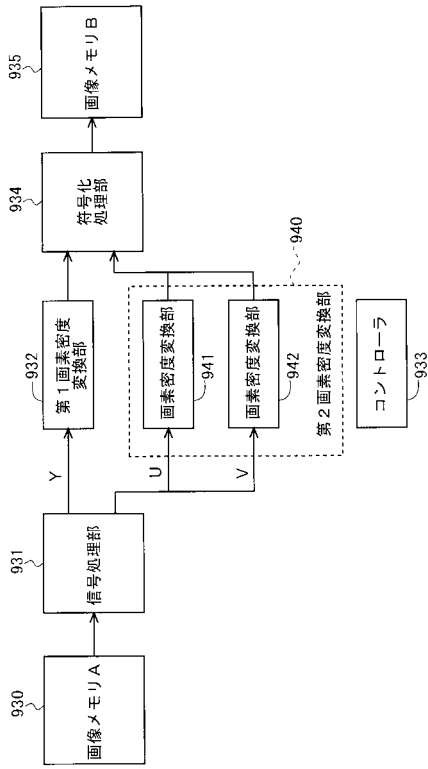 930
画像メモリA
931
信号処理部
Y
U
V
932
第1画素密度
変換部
画素密度変換部
941
画素密度変換部
942
第2画素密度変換部
940
コントローラ
933
934
符号化
処理部
935
画像メモリB